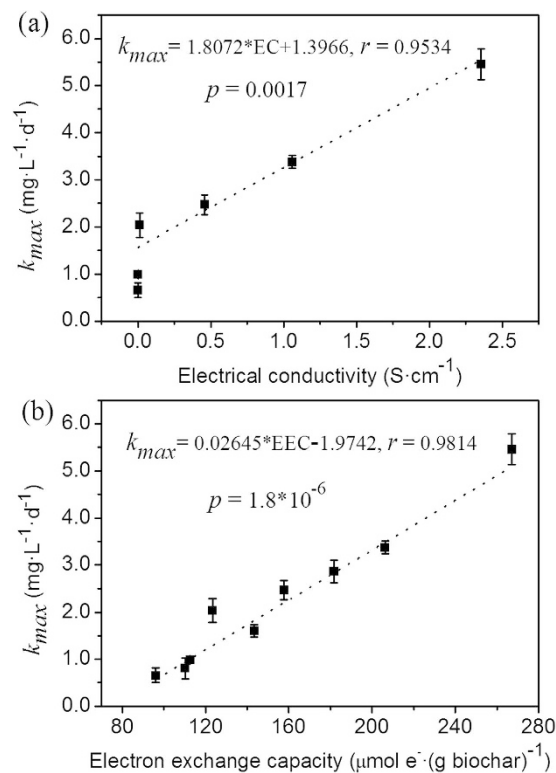 (a)
k_max= 1.8072*EC+1.3966, r = 0.9534
p = 0.0017
k_max (mg·L⁻¹·d⁻¹)
6.0
5.0
4.0
3.0
2.0
1.0
0.0
0.0 0.5 1.0 1.5 2.0 2.5
Electrical conductivity (S·cm⁻¹)
(b)
k_max= 0.02645*EEC-1.9742, r = 0.9814
p = 1.8*10⁻⁶
k_max (mg·L⁻¹·d⁻¹)
6.0
5.0
4.0
3.0
2.0
1.0
0.0
80 120 160 200 240 280
Electron exchange capacity (μmol e⁻·(g biochar)⁻¹